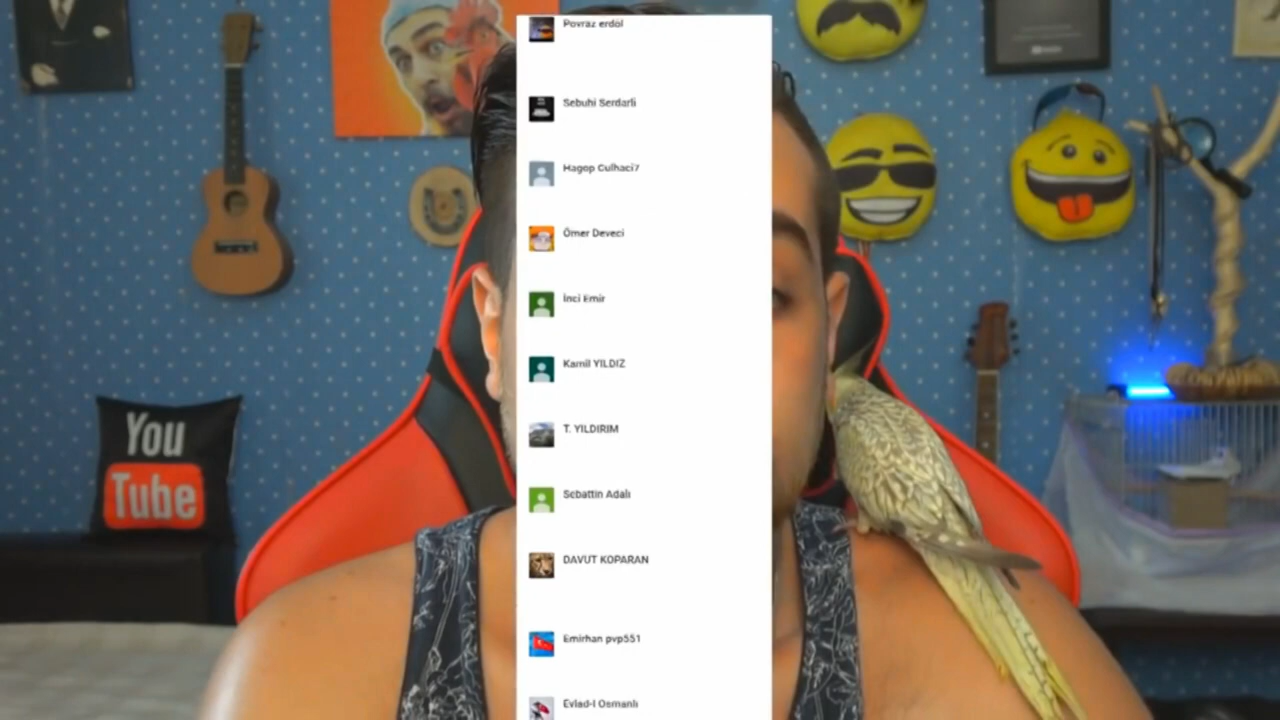 Povraz erdöl
Sebuhi Serdarli
Hagop Culhaci7
Ömer Deveci
İnci Emir
Kamil YILDIZ
T. YILDIRIM
Sebattin Adalı
DAVUT KOPARAN
Emirhan pvp551
Evlad-I Osmanlı
You
Tube